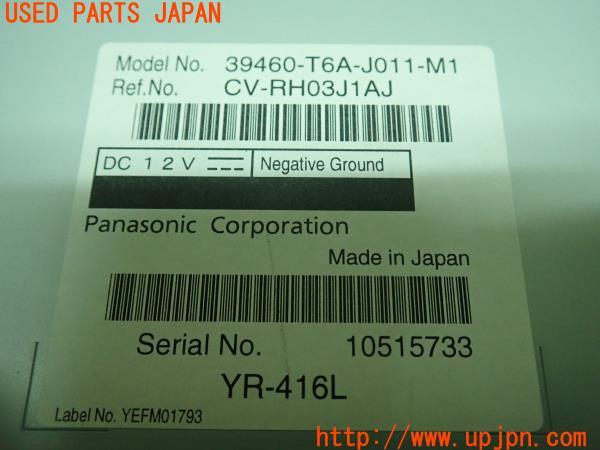 USED PARTS JAPAN
Model No. 39460-T6A-J011-M1
Ref.No. CV-RH03J1AJ
DC 12V Negative Ground
Panasonic Corporation
Made in Japan
Serial No. 10515733
YR-416L
Label No. YEFM01793
http://www.upjpn.com